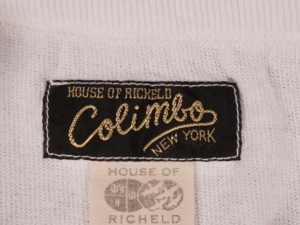 HOUSE OF RICHELD
Colimbo
NEW YORK
HOUSE OF
RICHELD